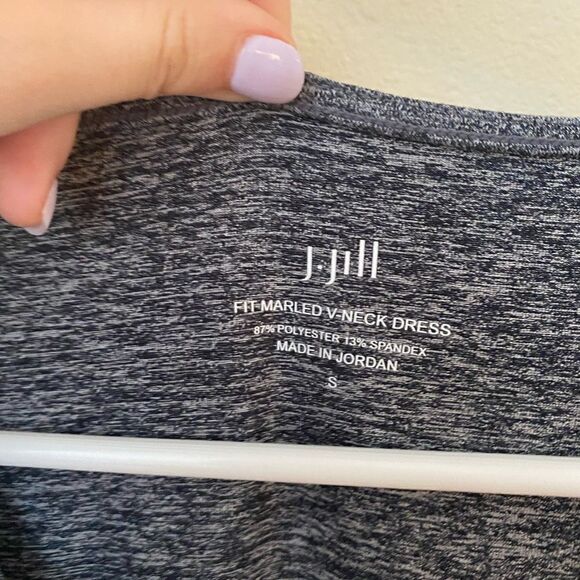 J.Jill
FIT-MARLED V-NECK DRESS
87% POLYESTER 13% SPANDEX
MADE IN JORDAN
S